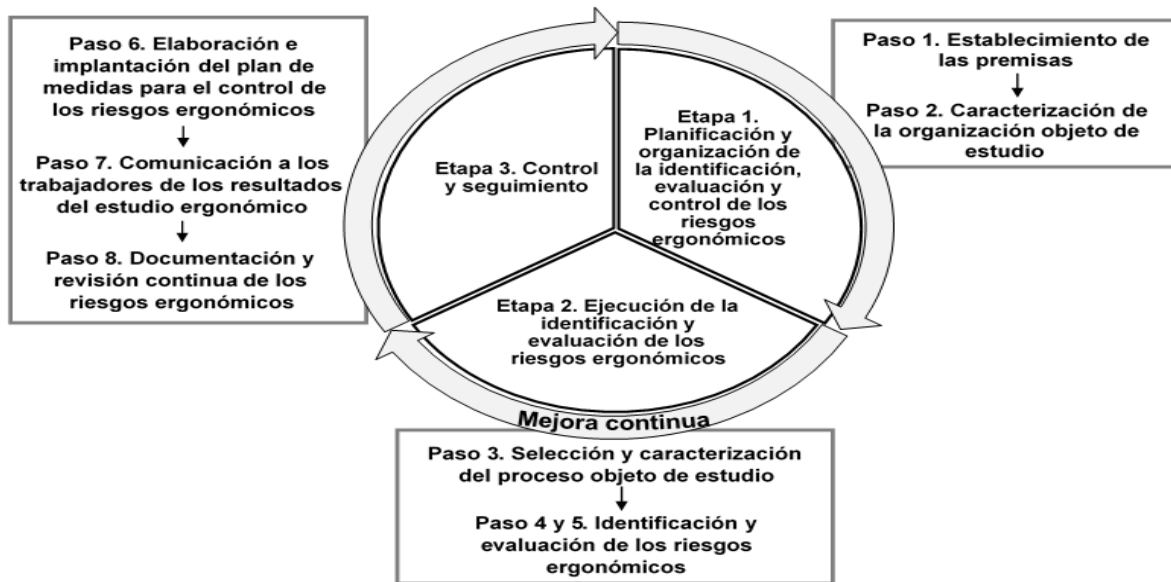 Paso 6. Elaboración e
implantación del plan de
medidas para el control de
los riesgos ergonómicos
Paso 7. Comunicación a los
trabajadores de los resultados
del estudio ergonómico
Paso 8. Documentación y
revisión continua de los
riesgos ergonómicos
Etapa 3. Control
y seguimiento
Etapa 1.
Planificación y
organización de
la identificación,
evaluación y
control de los
riesgos
ergonómicos
Paso 1. Establecimiento de
las premisas
Paso 2. Caracterización de
la organización objeto de
estudio
Etapa 2. Ejecución de la
identificación y
evaluación de los
riesgos ergonómicos
Mejora continua
Paso 3. Selección y caracterización
del proceso objeto de estudio
Paso 4 y 5. Identificación y
evaluación de los riesgos
ergonómicos